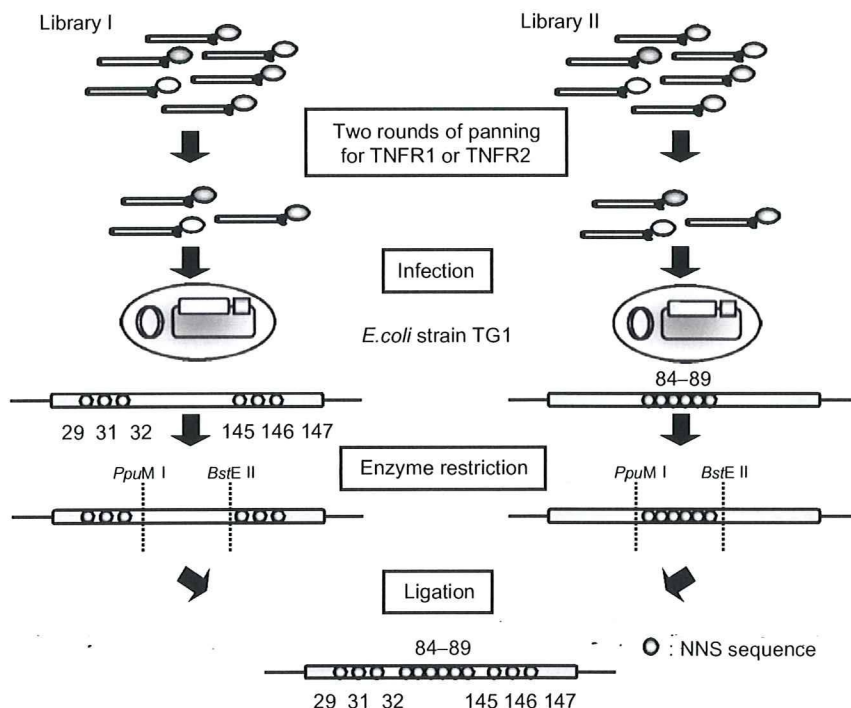 Library I
Library II
Two rounds of panning
for TNFR1 or TNFR2
Infection
E.coli strain TG1
84–89
29 31 32 145 146 147
Enzyme restriction
PpuM I BstE II
PpuM I BstE II
Ligation
84–89
: NNS sequence
29 31 32 145 146 147